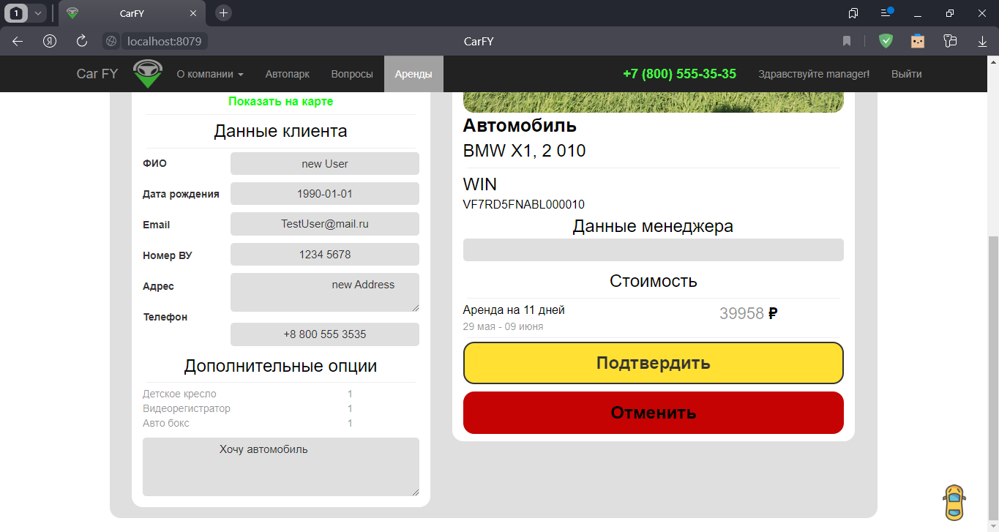 1
CarFY
localhost:8079
CarFY
Car FY
О компании
Автопарк
Вопросы
Аренды
+7 (800) 555-35-35
Здравствуйте manager!
Выйти
Показать на карте
Данные клиента
ФИО
new User
Дата рождения
1990-01-01
Email
TestUser@mail.ru
Номер ВУ
1234 5678
Адрес
new Address
Телефон
+8 800 555 3535
Дополнительные опции
Детское кресло 1
Видеорегистратор 1
Авто бокс 1
Хочу автомобиль
Автомобиль
BMW X1, 2 010
WIN
VF7RD5FNABL000010
Данные менеджера
Стоимость
Аренда на 11 дней
39958 ₽
29 мая - 09 июня
Подтвердить
Отменить